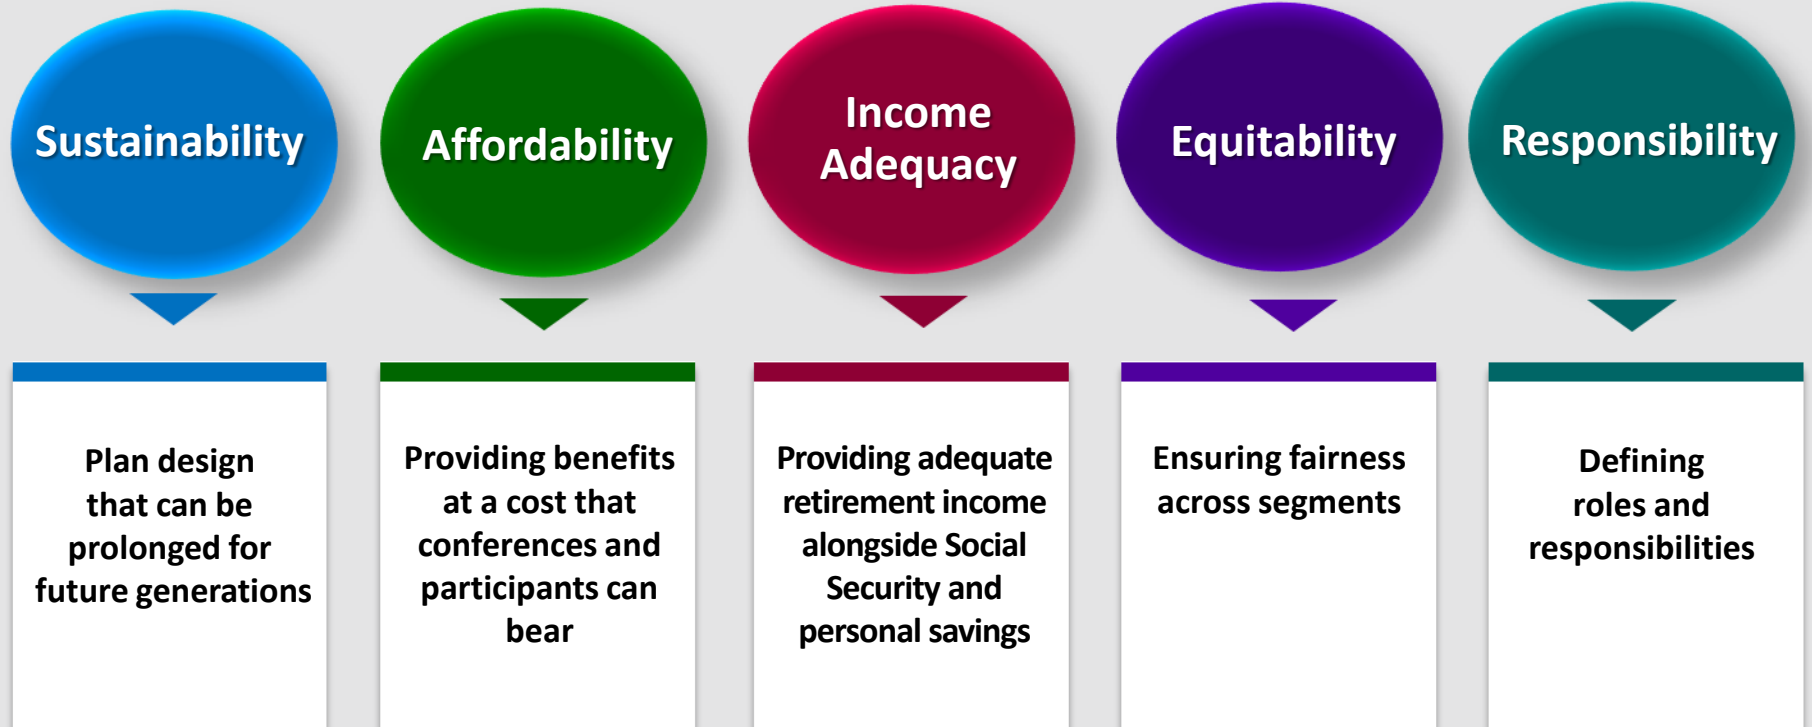 Sustainability
Affordability
Income
Adequacy
Equitability
Responsibility
Plan design
that can be
prolonged for
future generations
Providing benefits
at a cost that
conferences and
participants can
bear
Providing adequate
retirement income
alongside Social
Security and
personal savings
Ensuring fairness
across segments
Defining
roles and
responsibilities